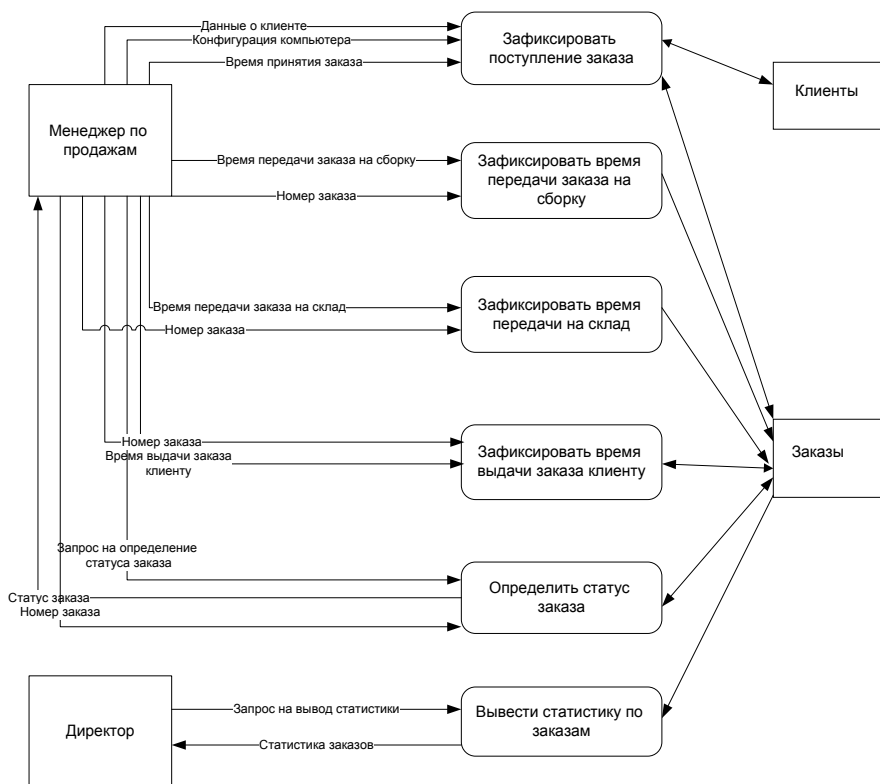 Данные о клиенте
Конфигурация компьютера
Время принятия заказа
Зафиксировать
поступление заказа
Клиенты
Менеджер по
продажам
Время передачи заказа на сборку
Номер заказа
Зафиксировать время
передачи заказа на
сборку
Время передачи заказа на склад
Номер заказа
Зафиксировать время
передачи на склад
Номер заказа
Время выдачи заказа
клиенту
Зафиксировать время
выдачи заказа клиенту
Заказы
Запрос на определение
статуса заказа
Статус заказа
Номер заказа
Определить статус
заказа
Директор
Запрос на вывод статистики
Статистика заказов
Вывести статистику по
заказам